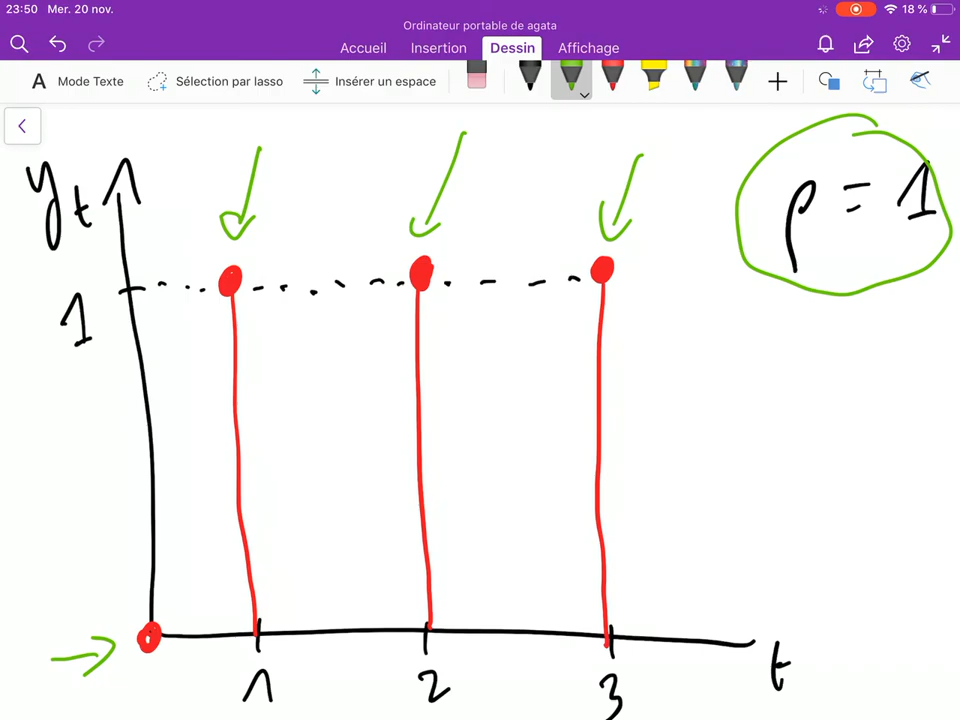 23:50 Mer. 20 nov. 18 %
Ordinateur portable de agata
Accueil Insertion Dessin Affichage
A Mode Texte Sélection par lasso Insérer un espace
yt
ρ = 1
1
1 2 3 t